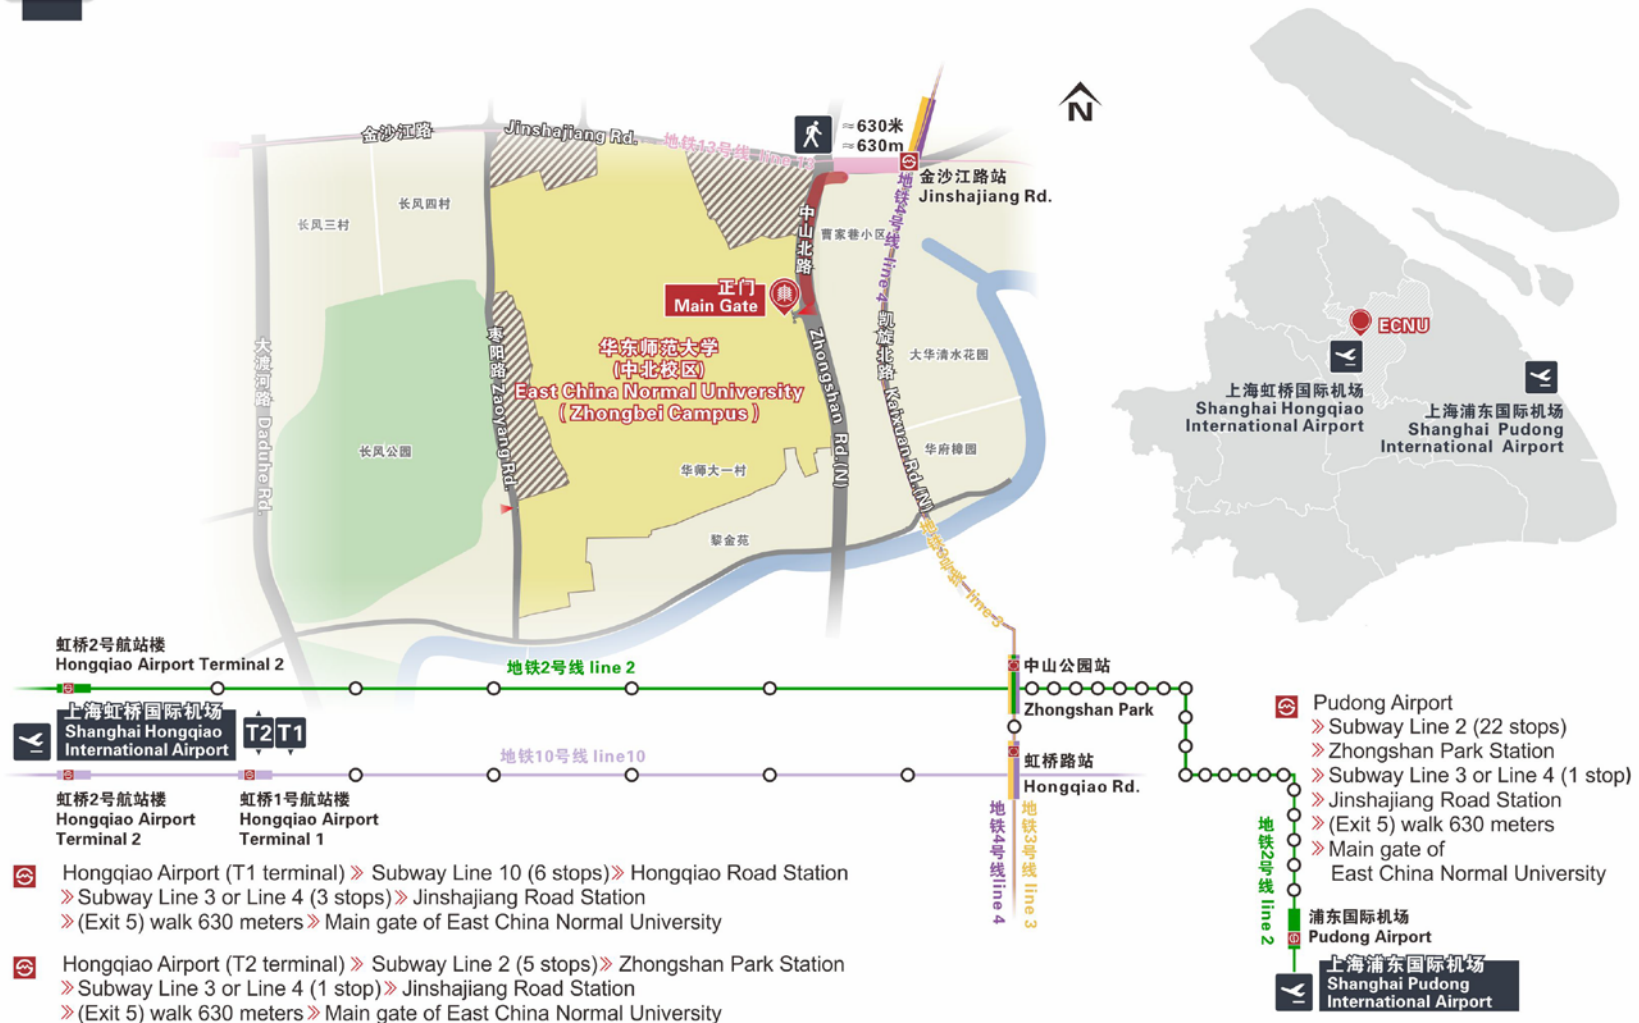 金沙江路
Jinshajiang Rd.
地铁13号线 line 13
≈630米
≈630m
金沙江路站
Jinshajiang Rd.
N
长风三村
长风四村
中山北路
曹家巷小区
地铁4号线 line 4
正门
Main Gate
华东师范大学
(中北校区)
East China Normal University
( Zhongbei Campus )
大渡河路 Daduhe Rd.
枣阳路 Zaoyang Rd.
Zhongshan Rd.(N)
凯旋北路 Kaixuan Rd.(N)
大华清水花园
长风公园
华师大一村
华府樟园
黎金苑
地铁3号线 line 3
ECNU
上海虹桥国际机场
Shanghai Hongqiao
International Airport
上海浦东国际机场
Shanghai Pudong
International Airport
虹桥2号航站楼
Hongqiao Airport Terminal 2
地铁2号线 line 2
中山公园站
Zhongshan Park
上海虹桥国际机场
Shanghai Hongqiao
International Airport
T2 T1
地铁10号线 line10
虹桥路站
Hongqiao Rd.
虹桥2号航站楼
Hongqiao Airport
Terminal 2
虹桥1号航站楼
Hongqiao Airport
Terminal 1
地铁4号线line 4
地铁3号线 line 3
地铁2号线 line 2
Pudong Airport
» Subway Line 2 (22 stops)
» Zhongshan Park Station
» Subway Line 3 or Line 4 (1 stop)
» Jinshajiang Road Station
» (Exit 5) walk 630 meters
» Main gate of
East China Normal University
浦东国际机场
Pudong Airport
上海浦东国际机场
Shanghai Pudong
International Airport
Hongqiao Airport (T1 terminal) » Subway Line 10 (6 stops) » Hongqiao Road Station
» Subway Line 3 or Line 4 (3 stops) » Jinshajiang Road Station
» (Exit 5) walk 630 meters » Main gate of East China Normal University
Hongqiao Airport (T2 terminal) » Subway Line 2 (5 stops) » Zhongshan Park Station
» Subway Line 3 or Line 4 (1 stop) » Jinshajiang Road Station
» (Exit 5) walk 630 meters » Main gate of East China Normal University